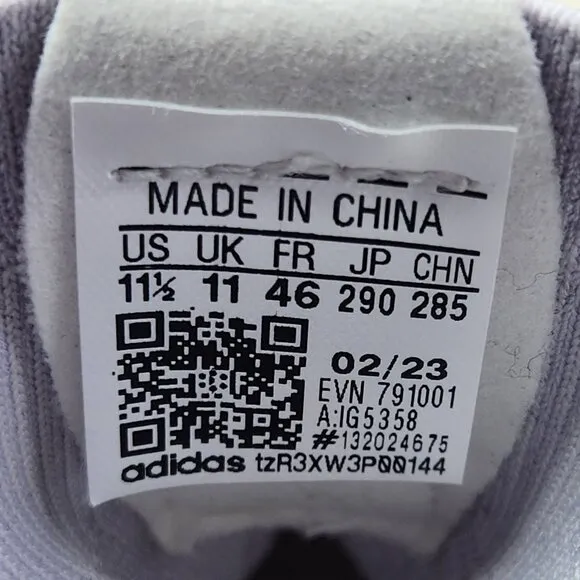 MADE IN CHINA
US UK FR JP CHN
11½ 11 46 290 285
02/23
EVN 791001
A:IG5358
#132024675
adidas tzR3XW3P00144